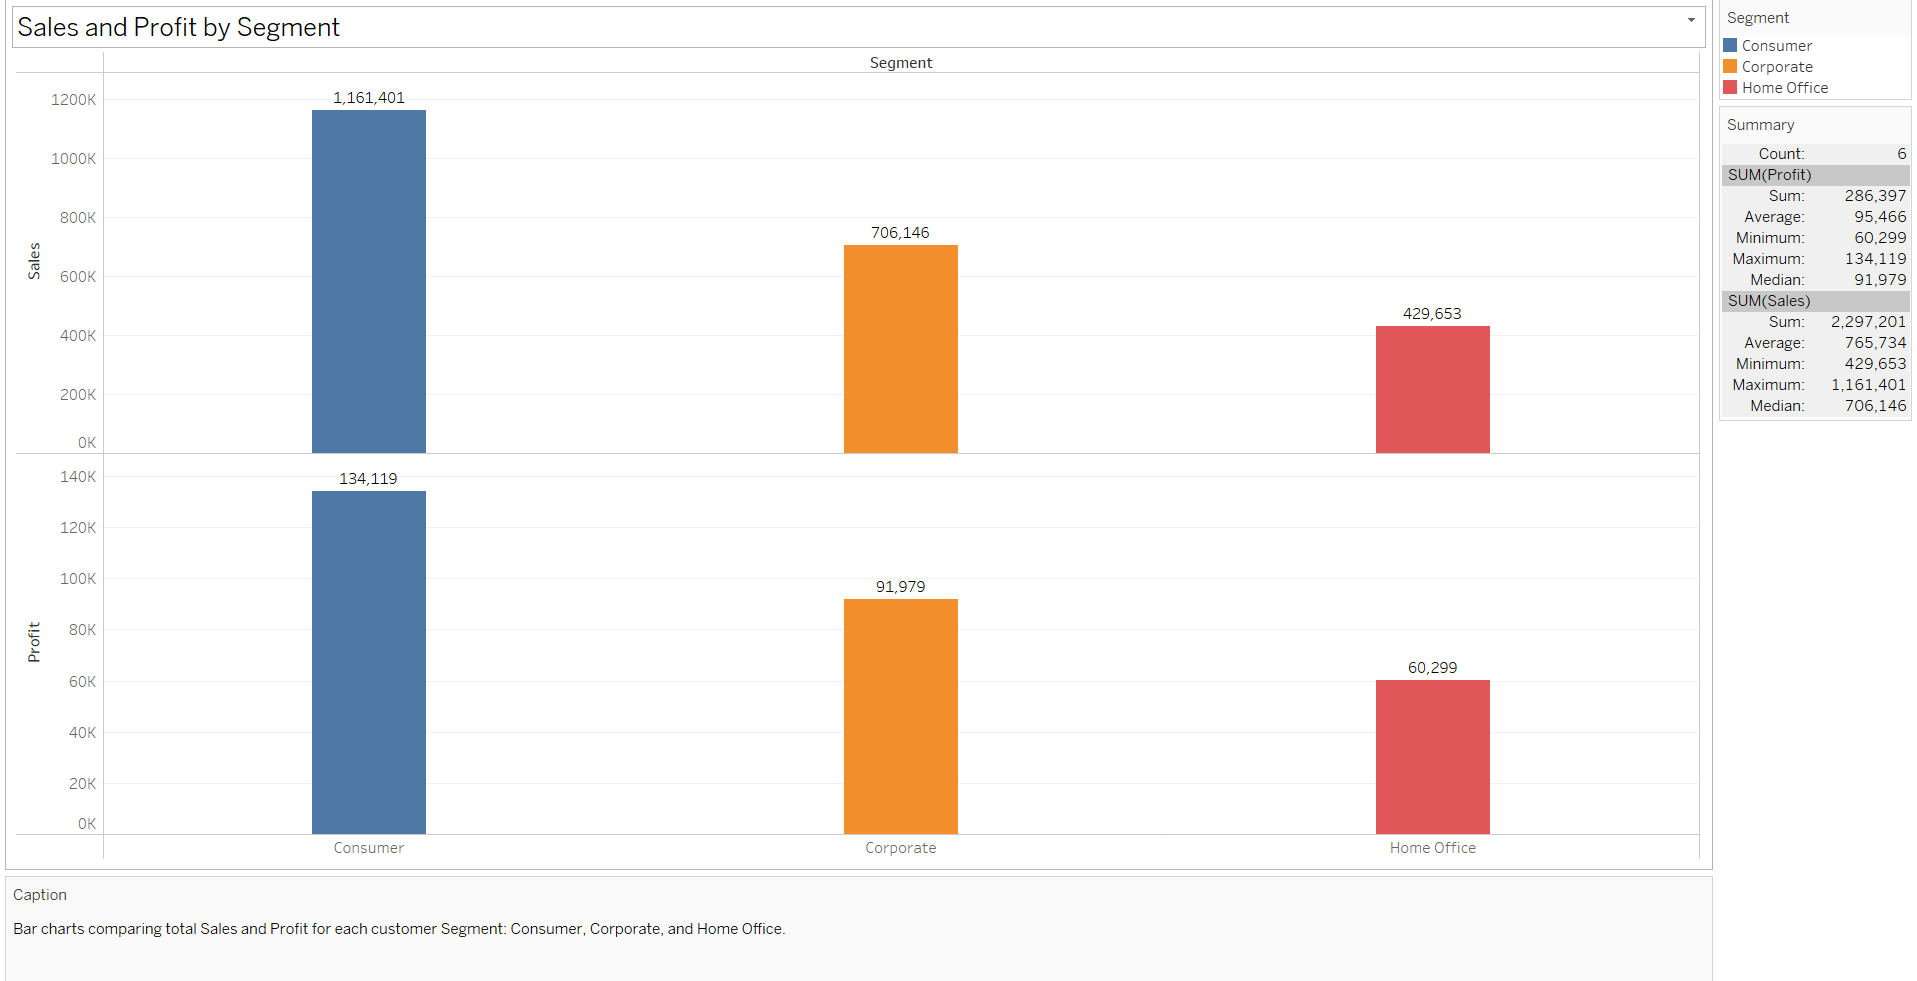 Sales and Profit by Segment
Segment
1200K
1000K
800K
600K
400K
200K
0K
Sales
1,161,401
706,146
429,653
140K
120K
100K
80K
60K
40K
20K
0K
Profit
134,119
91,979
60,299
Consumer
Corporate
Home Office
Caption
Bar charts comparing total Sales and Profit for each customer Segment: Consumer, Corporate, and Home Office.
Segment
Consumer
Corporate
Home Office
Summary
Count: 6
SUM(Profit)
Sum: 286,397
Average: 95,466
Minimum: 60,299
Maximum: 134,119
Median: 91,979
SUM(Sales)
Sum: 2,297,201
Average: 765,734
Minimum: 429,653
Maximum: 1,161,401
Median: 706,146